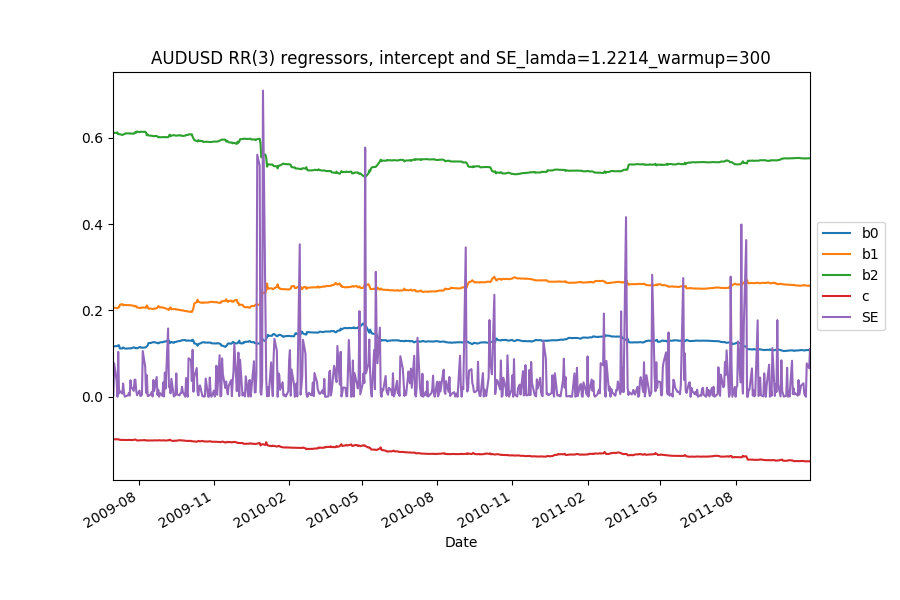 AUDUSD RR(3) regressors, intercept and SE_lamda=1.2214_warmup=300
0.6
0.4
0.2
0.0
b0
b1
b2
c
SE
2009-08
2009-11
2010-02
2010-05
2010-08
2010-11
2011-02
2011-05
2011-08
Date